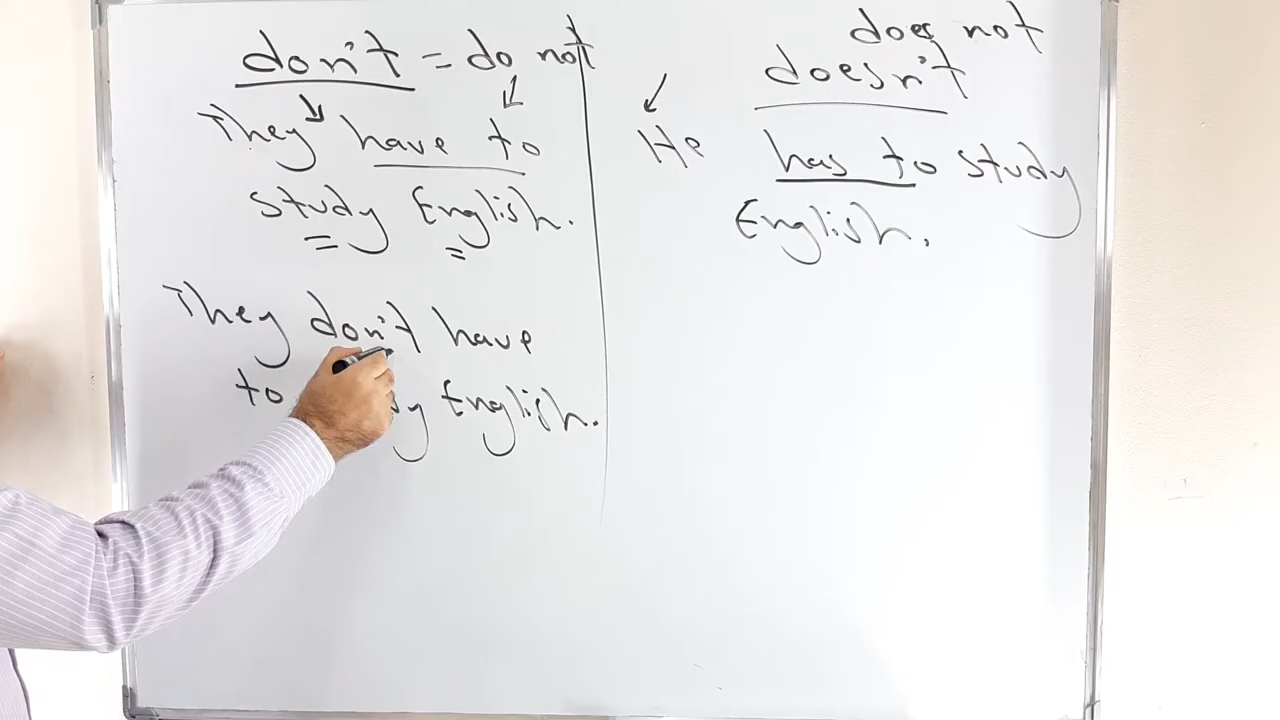 don't = do not
They have to
study English.
They don't have
to English.
does not
doesn't
He has to study
English.